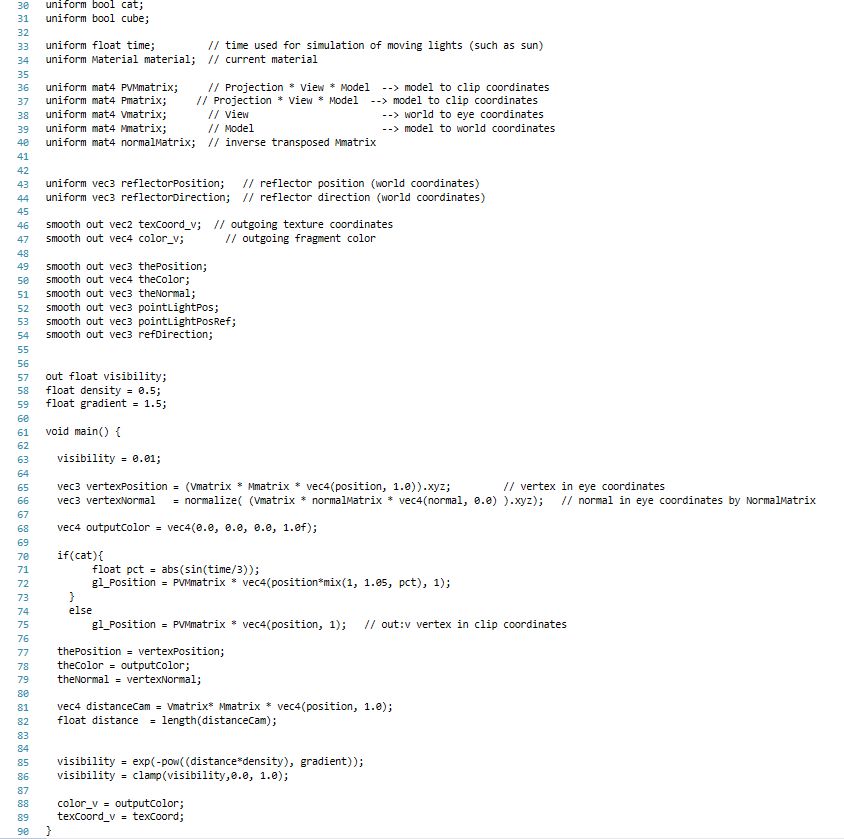 30 uniform bool cat;
31 uniform bool cube;
32
33 uniform float time; // time used for simulation of moving lights (such as sun)
34 uniform Material material; // current material
35
36 uniform mat4 PVMmatrix; // Projection * View * Model --> model to clip coordinates
37 uniform mat4 Pmatrix; // Projection * View * Model --> model to clip coordinates
38 uniform mat4 Vmatrix; // View --> world to eye coordinates
39 uniform mat4 Mmatrix; // Model --> model to world coordinates
40 uniform mat4 normalMatrix; // inverse transposed Mmatrix
41
42
43 uniform vec3 reflectorPosition; // reflector position (world coordinates)
44 uniform vec3 reflectorDirection; // reflector direction (world coordinates)
45
46 smooth out vec2 texCoord_v; // outgoing texture coordinates
47 smooth out vec4 color_v; // outgoing fragment color
48
49 smooth out vec3 thePosition;
50 smooth out vec4 theColor;
51 smooth out vec3 theNormal;
52 smooth out vec3 pointLightPos;
53 smooth out vec3 pointLightPosRef;
54 smooth out vec3 refDirection;
55
56
57 out float visibility;
58 float density = 0.5;
59 float gradient = 1.5;
60
61 void main() {
62
63 visibility = 0.01;
64
65 vec3 vertexPosition = (Vmatrix * Mmatrix * vec4(position, 1.0)).xyz; // vertex in eye coordinates
66 vec3 vertexNormal = normalize( (Vmatrix * normalMatrix * vec4(normal, 0.0) ).xyz); // normal in eye coordinates by NormalMatrix
67
68 vec4 outputColor = vec4(0.0, 0.0, 0.0, 1.0f);
69
70 if(cat){
71 float pct = abs(sin(time/3));
72 gl_Position = PVMmatrix * vec4(position*mix(1, 1.05, pct), 1);
73 }
74 else
75 gl_Position = PVMmatrix * vec4(position, 1); // out:v vertex in clip coordinates
76
77 thePosition = vertexPosition;
78 theColor = outputColor;
79 theNormal = vertexNormal;
80
81 vec4 distanceCam = Vmatrix* Mmatrix * vec4(position, 1.0);
82 float distance = length(distanceCam);
83
84
85 visibility = exp(-pow((distance*density), gradient));
86 visibility = clamp(visibility,0.0, 1.0);
87
88 color_v = outputColor;
89 texCoord_v = texCoord;
90 }